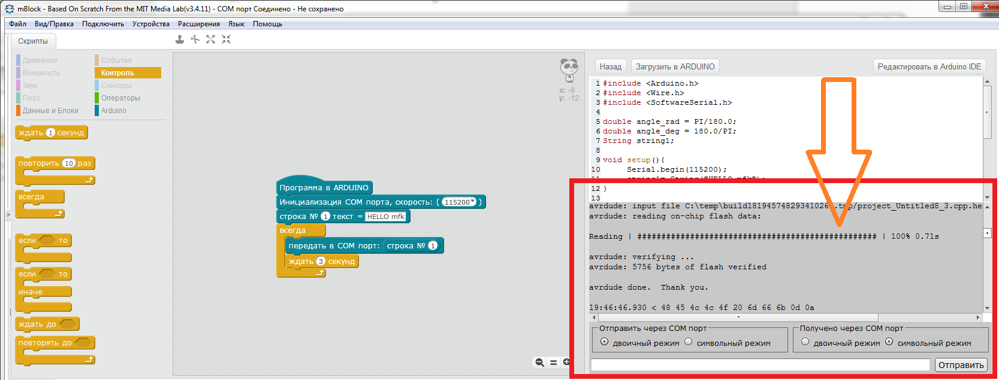 mBlock - Based On Scratch From the MIT Media Lab(v3.4.11) - COM порт Соединено - Не сохранено
Файл Вид/Правка Подключить Устройства Расширения Язык Помощь
Скрипты
Движение События
Внешность Контроль
Звук Сенсоры
Перо Операторы
Данные и Блоки Arduino
ждать 1 секунд
повторить 10 раз
всегда
если то
если то
иначе
ждать до
повторять до
x: -9
y: -12
Программа в ARDUINO
Инициализация COM порта, скорость: ( 115200 )
строка № 1 текст = HELLO mfk
всегда
передать в COM порт: строка № 1
ждать 3 секунд
Назад Загрузить в ARDUINO Редактировать в Arduino IDE
1 #include <Arduino.h>
2 #include <Wire.h>
3 #include <SoftwareSerial.h>
4
5 double angle_rad = PI/180.0;
6 double angle_deg = 180.0/PI;
7 String string1;
8
9 void setup(){
10 Serial.begin(115200);
11 string1= String("HELLO mfk");
12 }
13
avrdude: input file C:\temp\build1819457482934102 .tmp/project_Untitled8_3.cpp.he
avrdude: reading on-chip flash data:
Reading | ################################################## | 100% 0.71s
avrdude: verifying ...
avrdude: 5756 bytes of flash verified
avrdude done. Thank you.
19:46:46.930 < 48 45 4c 4c 4f 20 6d 66 6b 0d 0a
Отправить через COM порт
двоичный режим символьный режим
Получено через COM порт
двоичный режим символьный режим
Отправить